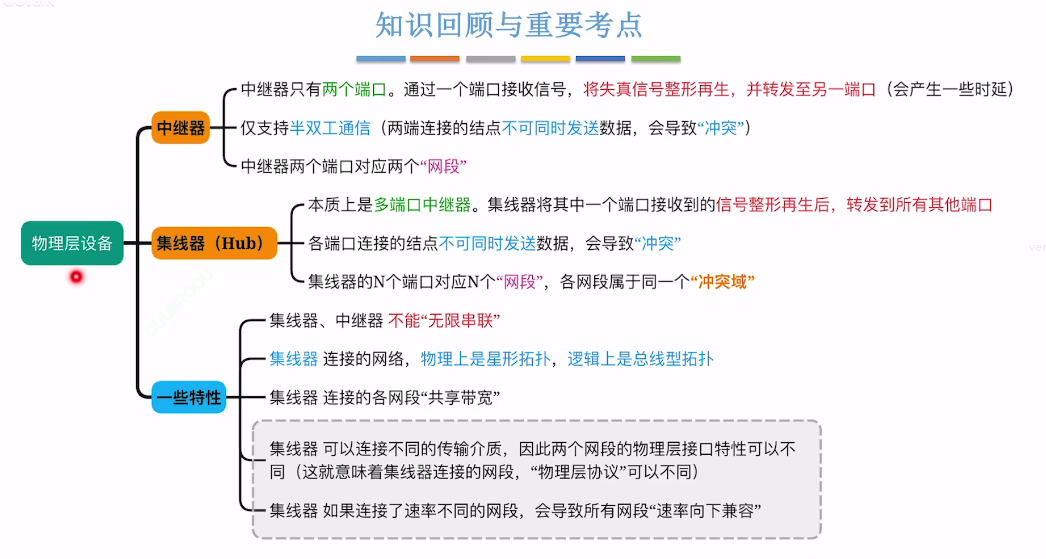 知识回顾与重要考点
中继器只有两个端口。通过一个端口接收信号，将失真信号整形再生，并转发至另一端口（会产生一些时延）
中继器
仅支持半双工通信（两端连接的结点不可同时发送数据，会导致“冲突”）
中继器两个端口对应两个“网段”
本质上是多端口中继器。集线器将其中一个端口接收到的信号整形再生后，转发到所有其他端口
物理层设备
集线器（Hub）
各端口连接的结点不可同时发送数据，会导致“冲突”
集线器的N个端口对应N个“网段”，各网段属于同一个“冲突域”
集线器、中继器 不能“无限串联”
集线器 连接的网络，物理上是星形拓扑，逻辑上是总线型拓扑
一些特性
集线器 连接的各网段“共享带宽”
集线器 可以连接不同的传输介质，因此两个网段的物理层接口特性可以不
同（这就意味着集线器连接的网段，“物理层协议”可以不同）
集线器 如果连接了速率不同的网段，会导致所有网段“速率向下兼容”